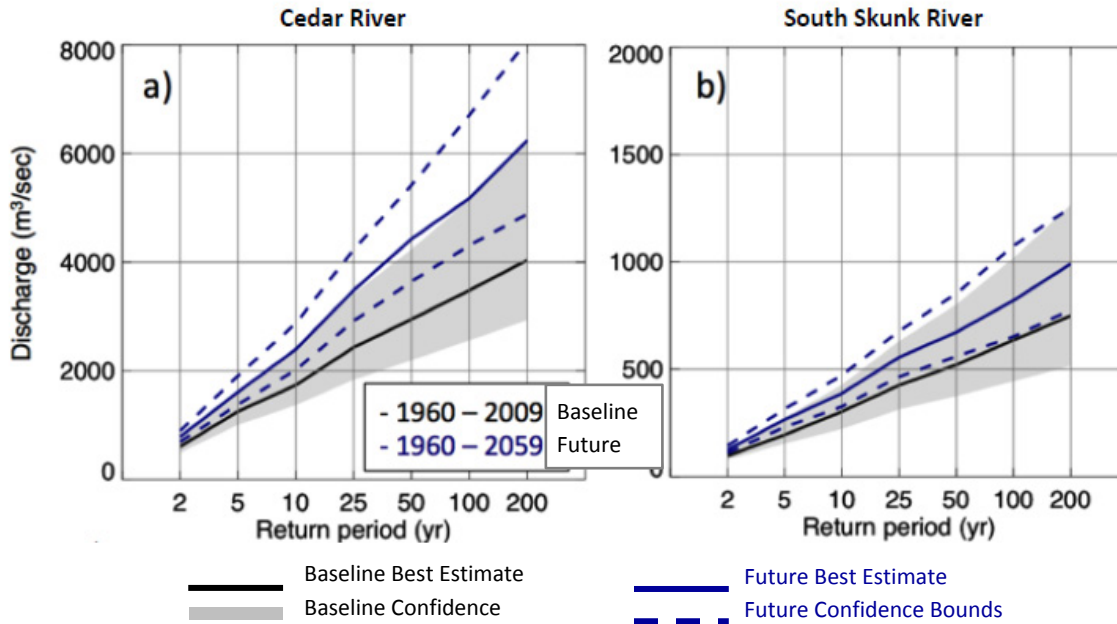 Cedar River
South Skunk River
a)
8000
6000
4000
2000
0
Discharge (m³/sec)
2 5 10 25 50 100 200
Return period (yr)
- 1960 – 2009 Baseline
- 1960 – 2059 Future
b)
2000
1500
1000
500
0
2 5 10 25 50 100 200
Return period (yr)
Baseline Best Estimate
Baseline Confidence
Future Best Estimate
Future Confidence Bounds